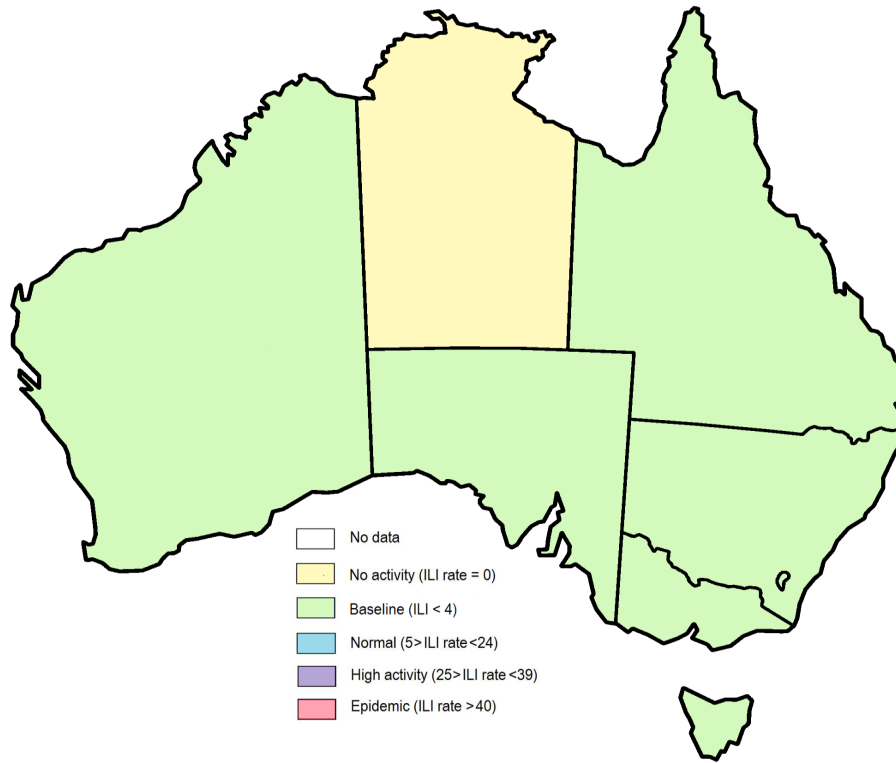 No data
No activity (ILI rate = 0)
Baseline (ILI < 4)
Normal (5> ILI rate <24)
High activity (25> ILI rate <39)
Epidemic (ILI rate >40)